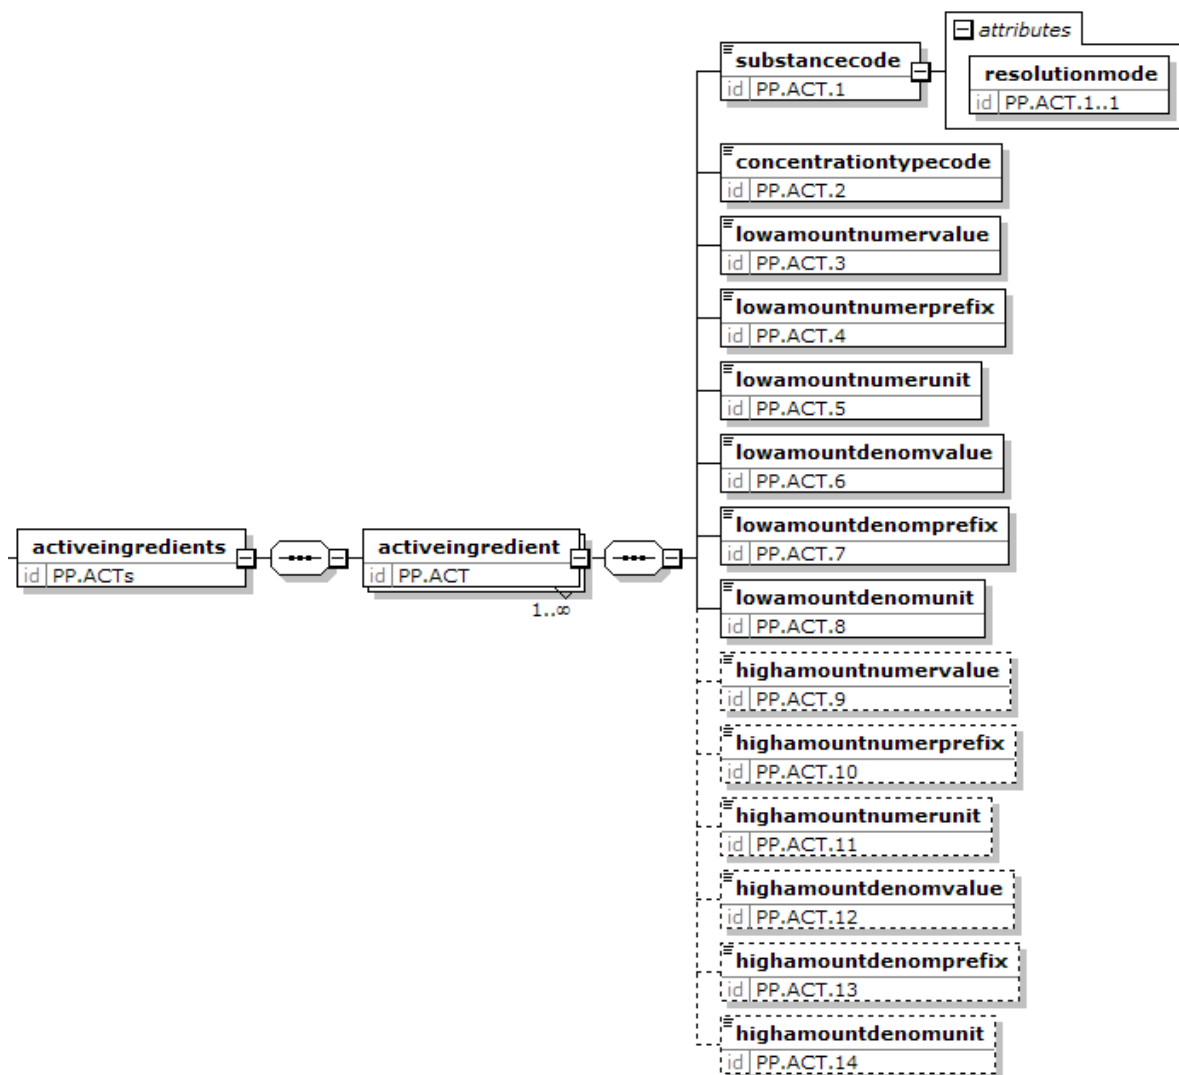 attributes
substancecode
id PP.ACT.1
resolutionmode
id PP.ACT.1..1
concentrationtypecode
id PP.ACT.2
lowamountnumervalue
id PP.ACT.3
lowamountnumerprefix
id PP.ACT.4
lowamountnumerunit
id PP.ACT.5
lowamountdenomvalue
id PP.ACT.6
activeingredients
id PP.ACTs
activeingredient
id PP.ACT
1..∞
lowamountdenomprefix
id PP.ACT.7
lowamountdenomunit
id PP.ACT.8
highamountnumervalue
id PP.ACT.9
highamountnumerprefix
id PP.ACT.10
highamountnumerunit
id PP.ACT.11
highamountdenomvalue
id PP.ACT.12
highamountdenomprefix
id PP.ACT.13
highamountdenomunit
id PP.ACT.14